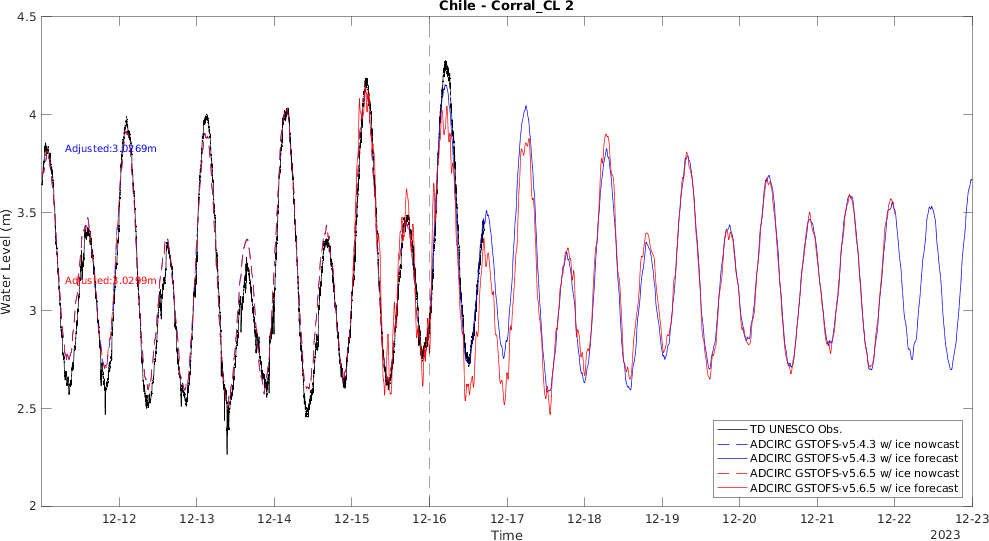 Chile - Corral_CL 2
4.5
4
3.5
3
2.5
2
Water Level (m)
Adjusted:3.0269m
Adjusted:3.0299m
TD UNESCO Obs.
ADCIRC GSTOFS-v5.4.3 w/ ice nowcast
ADCIRC GSTOFS-v5.4.3 w/ ice forecast
ADCIRC GSTOFS-v5.6.5 w/ ice nowcast
ADCIRC GSTOFS-v5.6.5 w/ ice forecast
12-12 12-13 12-14 12-15 12-16 12-17 12-18 12-19 12-20 12-21 12-22 12-23
Time
2023